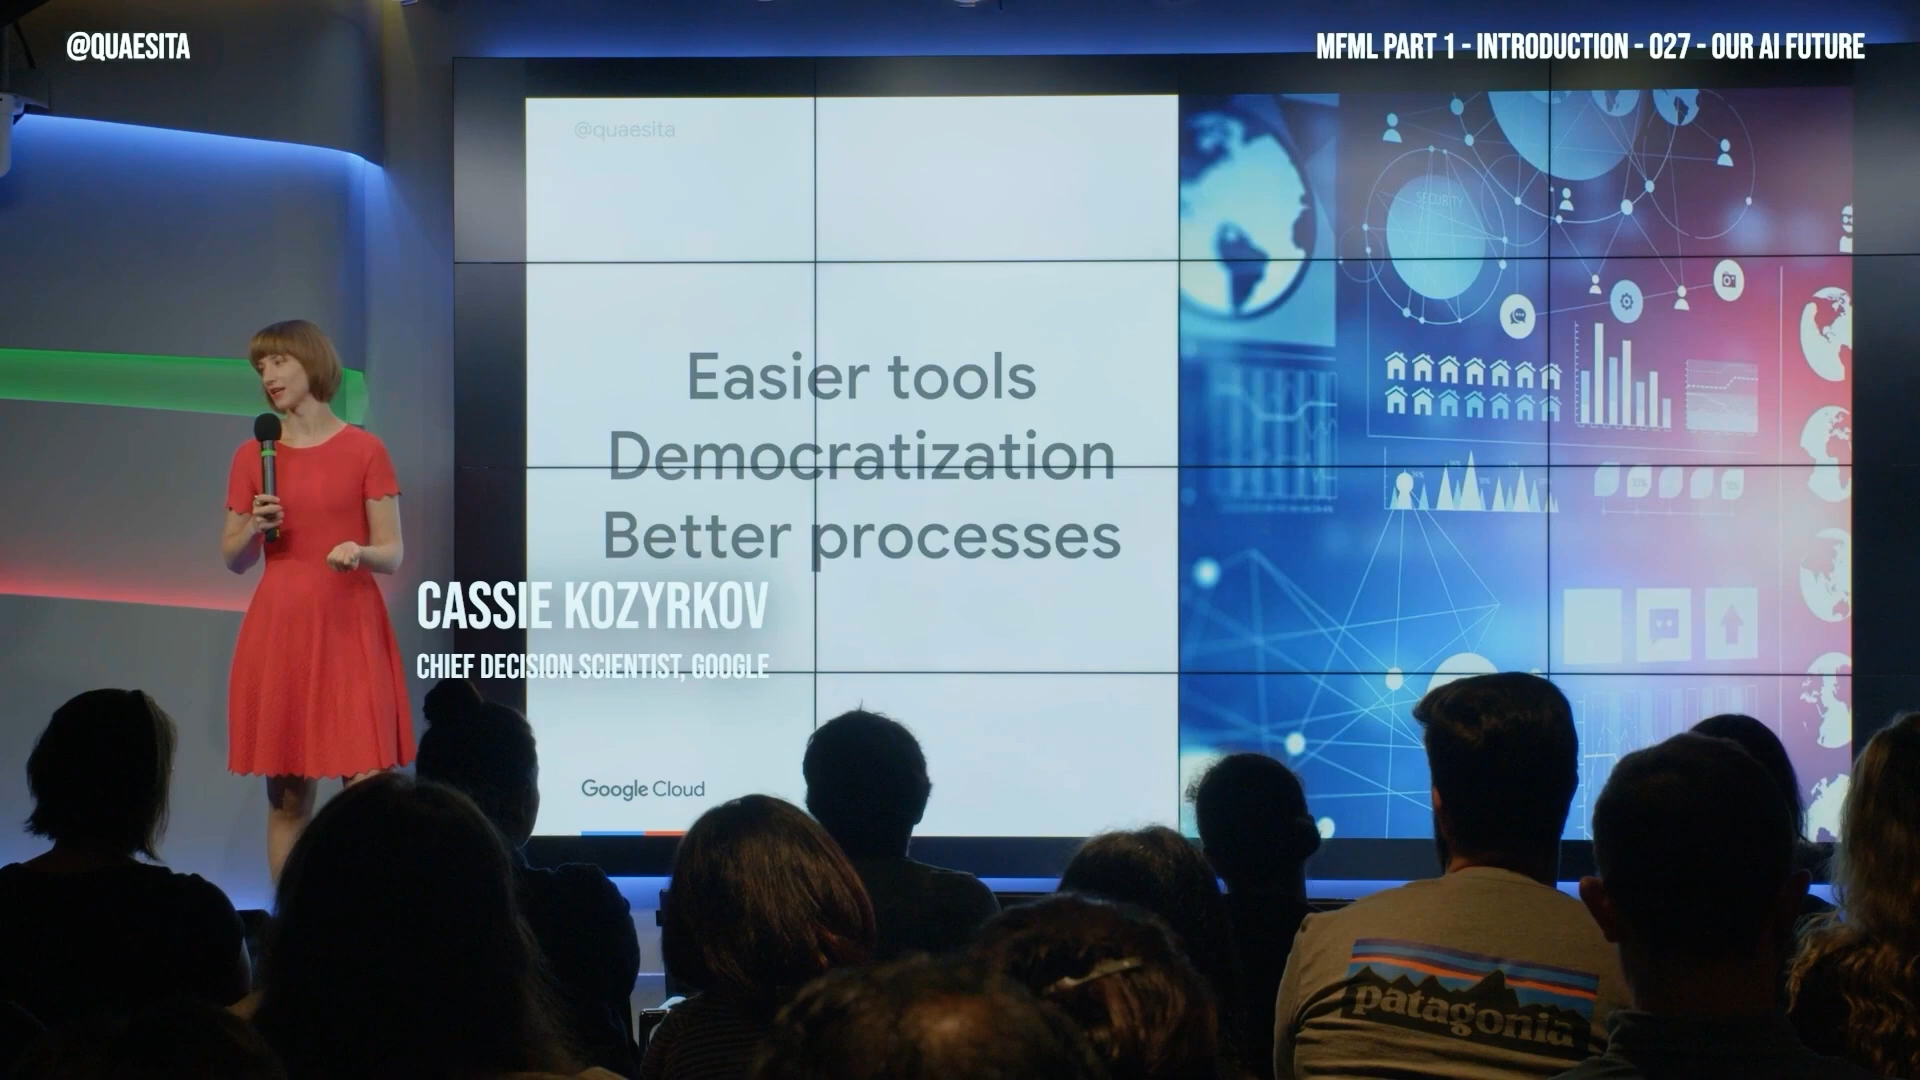 @QUAESITA
MFML PART 1 - INTRODUCTION - 027 - OUR AI FUTURE
@quaesita
SECURITY
Easier tools
Democratization
Better processes
CASSIE KOZYRKOV
CHIEF DECISION SCIENTIST, GOOGLE
Google Cloud
patagonia